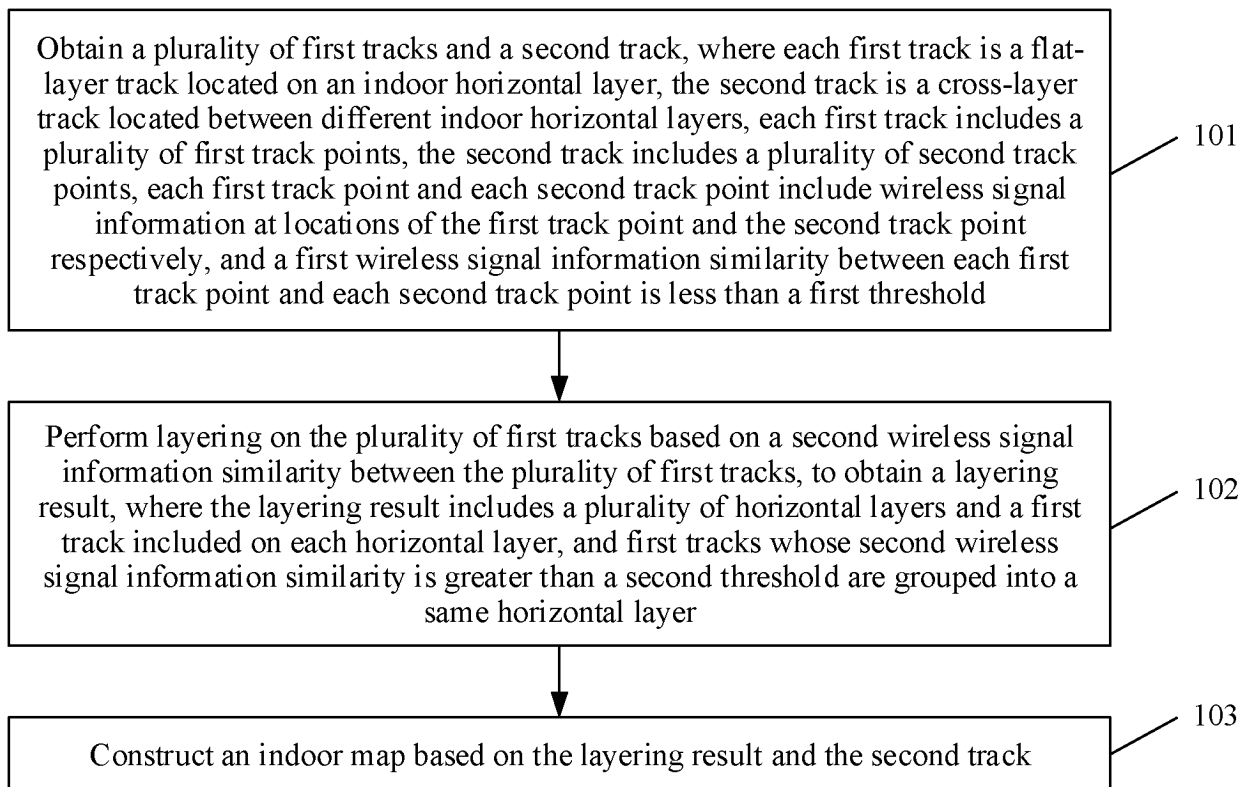 Obtain a plurality of first tracks and a second track, where each first track is a flat-
layer track located on an indoor horizontal layer, the second track is a cross-layer
track located between different indoor horizontal layers, each first track includes a
plurality of first track points, the second track includes a plurality of second track
points, each first track point and each second track point include wireless signal
information at locations of the first track point and the second track point
respectively, and a first wireless signal information similarity between each first
track point and each second track point is less than a first threshold
101
Perform layering on the plurality of first tracks based on a second wireless signal
information similarity between the plurality of first tracks, to obtain a layering
result, where the layering result includes a plurality of horizontal layers and a first
track included on each horizontal layer, and first tracks whose second wireless
signal information similarity is greater than a second threshold are grouped into a
same horizontal layer
102
Construct an indoor map based on the layering result and the second track
103